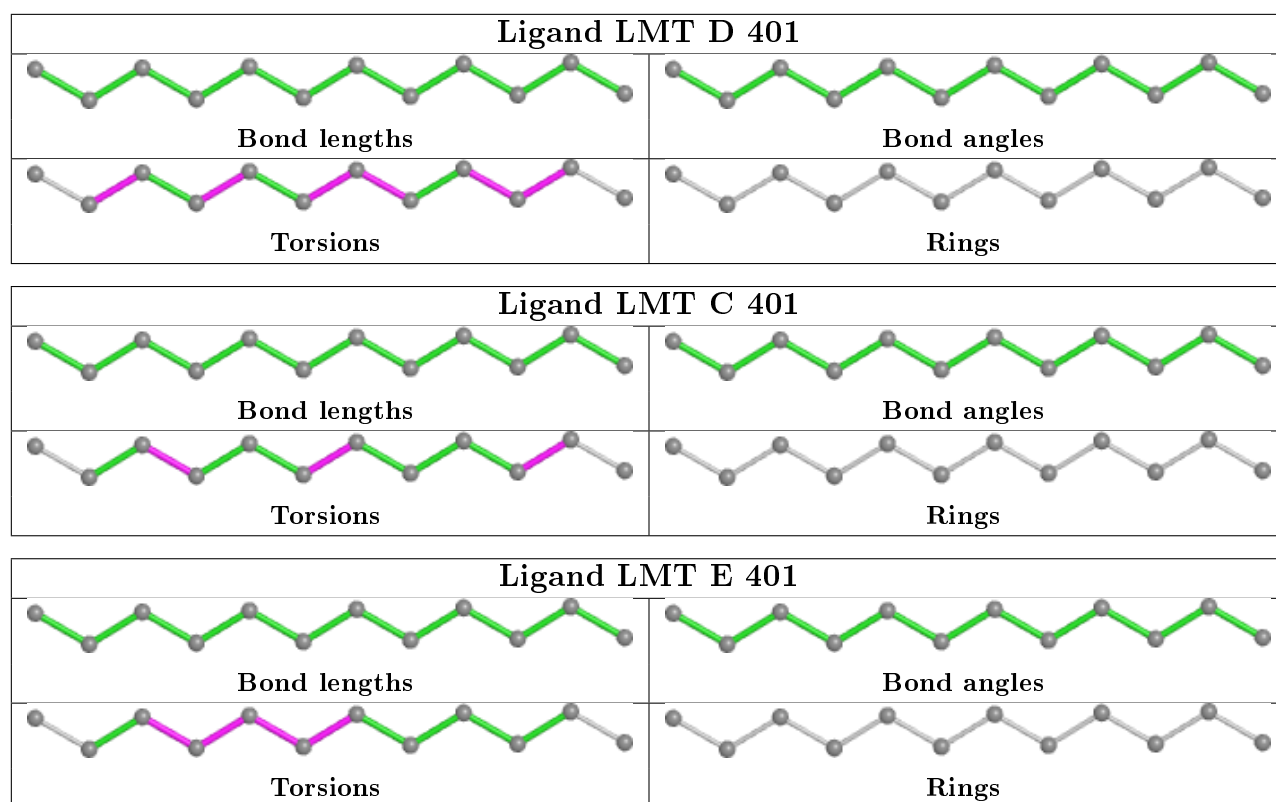 Ligand LMT D 401
Bond lengths
Bond angles
Torsions
Rings
Ligand LMT C 401
Bond lengths
Bond angles
Torsions
Rings
Ligand LMT E 401
Bond lengths
Bond angles
Torsions
Rings